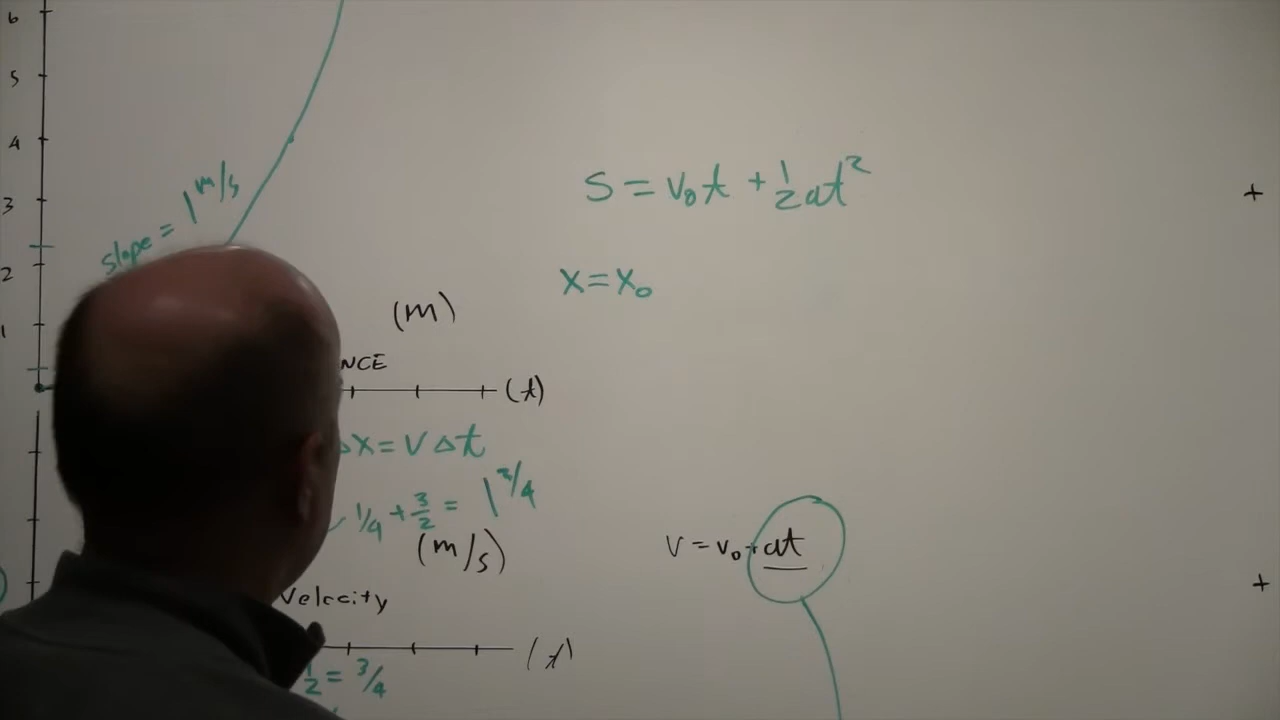 6
5
4
3
2
1
slope = 1 m/s
S = v₀t + ½at²
x = x₀
(m)
NCE
(t)
Δx = v Δt
1/4 + 3/2 = 1 3/4
(m/s)
v = v₀ + at
Velocity
(t)
1/2 = 3/4
+
+